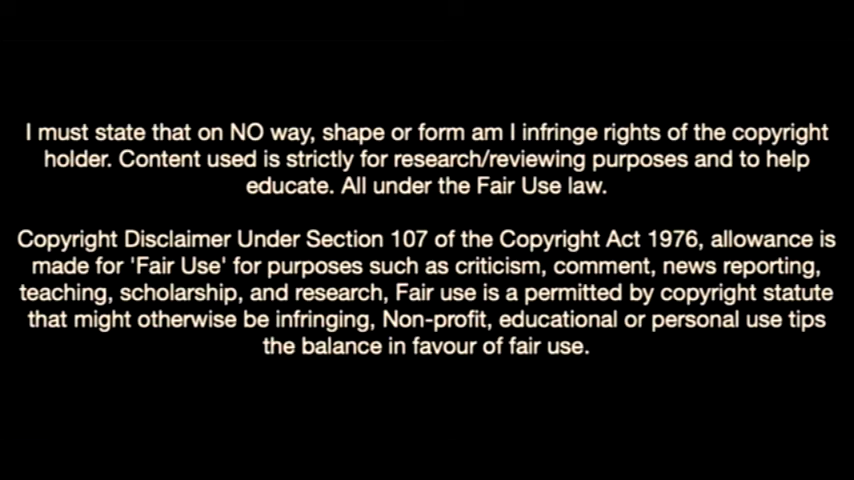 I must state that on NO way, shape or form am I infringe rights of the copyright
holder. Content used is strictly for research/reviewing purposes and to help
educate. All under the Fair Use law.
Copyright Disclaimer Under Section 107 of the Copyright Act 1976, allowance is
made for 'Fair Use' for purposes such as criticism, comment, news reporting,
teaching, scholarship, and research, Fair use is a permitted by copyright statute
that might otherwise be infringing, Non-profit, educational or personal use tips
the balance in favour of fair use.